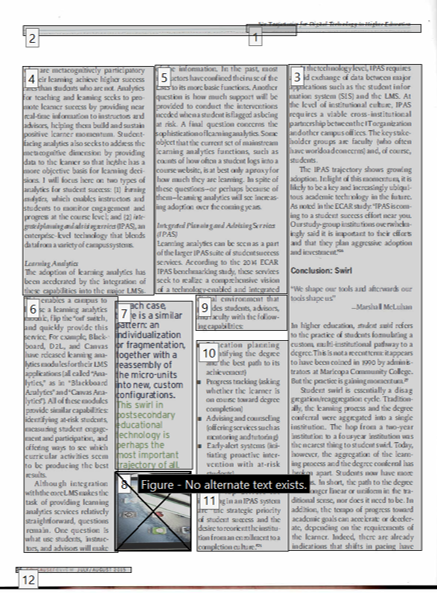 The Trajectory for Digital Technology in Higher Education
2
1
4
are metacognitively participatory
their learning achieve higher success
rates than students who are not. Analytics
for teaching and learning seeks to pro-
mote learner success by providing near
real-time information to instructors and
advisors, helping them build and sustain
positive learner momentum. Student-
facing analytics also seeks to address the
metacognitive dimension by providing
data to the learner so that he/she has a
more objective basis for learning deci-
sions. I will focus here on two types of
analytics for student success: (1) learning
analytics, which enables instructors and
students to monitor engagement and
progress at the course level; and (2) inte-
grated planning and advising services (IPAS), an
enterprise-level technology that blends
data from a variety of campus systems.
Learning Analytics
The adoption of learning analytics has
been accelerated by the integration of
these capabilities into the major LMSs.
6
enables a campus to
a learning analytics
module, flip the "on" switch,
and quickly provide this
service. For example, Black-
board, D2L, and Canvas
have released learning ana-
lytics modules for their LMS
applications (all called "Ana-
lytics," as in "Blackboard
Analytics" and "Canvas Ana-
lytics"). All of these modules
provide similar capabilities:
identifying at-risk students,
measuring student engage-
ment and participation, and
offering ways to see which
curricular activities seem
to be producing the best
results.
Although integration
with the core LMS makes the
task of providing learning
analytics services relatively
straightforward, questions
remain. One question is
what use students, instruc-
tors, and advisors will make
5
the information. In the past, most
instructors have confined their use of the
LMS to its more basic functions. Another
question is how much support will be
provided to conduct the interventions
needed when a student is flagged as being
at risk. A final question concerns the
sophistication of learning analytics. Some
object that the current set of mainstream
learning analytics functions, such as
counts of how often a student logs into a
course website, is at best only a proxy for
how much they are learning. In spite of
these questions—or perhaps because of
them—learning analytics will see increas-
ing adoption over the coming years.
Integrated Planning and Advising Services
(IPAS)
Learning analytics can be seen as a part
of the larger IPAS suite of student success
services. According to the 2014 ECAR
IPAS benchmarking study, these services
seek to realize a comprehensive vision
of a technology-enabled and integrated
7
each case,
there is a similar
pattern: an
individualization
or fragmentation,
together with a
reassembly of
the micro-units
into new, custom
configurations.
This swirl in
postsecondary
educational
technology is
perhaps the
most important
trajectory of all.
8
Figure - No alternate text exists.
9
environment that
provides students, advisors,
faculty with the follow-
ing capabilities:
10
Education planning
(identifying the degree
and the best path to its
achievement)
■ Progress tracking (asking
whether the learner is
on course toward degree
completion)
■ Advising and counseling
(offering services such as
mentoring and tutoring)
■ Early-alert systems (ini-
tiating proactive inter-
vention with at-risk
11
in an IPAS system
the strategic priority
of student success and the
desire to reorient the institu-
tion from an enrollment to a
completion culture.
3
the technology level, IPAS requires
exchange of data between major
applications such as the student infor-
mation system (SIS) and the LMS. At
the level of institutional culture, IPAS
requires a viable cross-institutional
partnership between the IT organization
and other campus offices. The key stake-
holder groups are faculty (who often
have workload concerns) and, of course,
students.
The IPAS trajectory shows growing
adoption. In light of this momentum, it is
likely to be a key and increasingly ubiqui-
tous academic technology in the future.
As noted in the ECAR study: "IPAS is com-
ing to a student success effort near you.
Our study-group institutions overwhelm-
ingly said it is important to their efforts
and that they plan aggressive adoption
and investment."
Conclusion: Swirl
"We shape our tools and afterwards our
tools shape us"
—Marshall McLuhan
In higher education, student swirl refers
to the practice of students formulating a
custom, multi-institutional pathway to a
degree. This is not a recent term: it appears
to have been coined in 1990 by adminis-
trators at Maricopa Community College.
But the practice is gaining momentum.
Student swirl is essentially a disag-
gregation/reaggregation cycle. Tradition-
ally, the learning process and the degree
conferral were aggregated into a single
institution. The hop from a two-year
institution to a four-year institution was
the nearest thing to student swirl. Today,
however, the aggregation of the learn-
ing process and the degree conferral has
broken apart. Students now have more
In short, the path to the degree
longer linear or uniform in the tra-
ditional sense, nor does it need to be. In
addition, the tempo of progress toward
academic goals can accelerate or deceler-
ate, depending on the requirements of
the learner. Indeed, there are already
indications that shifts in pacing have
12